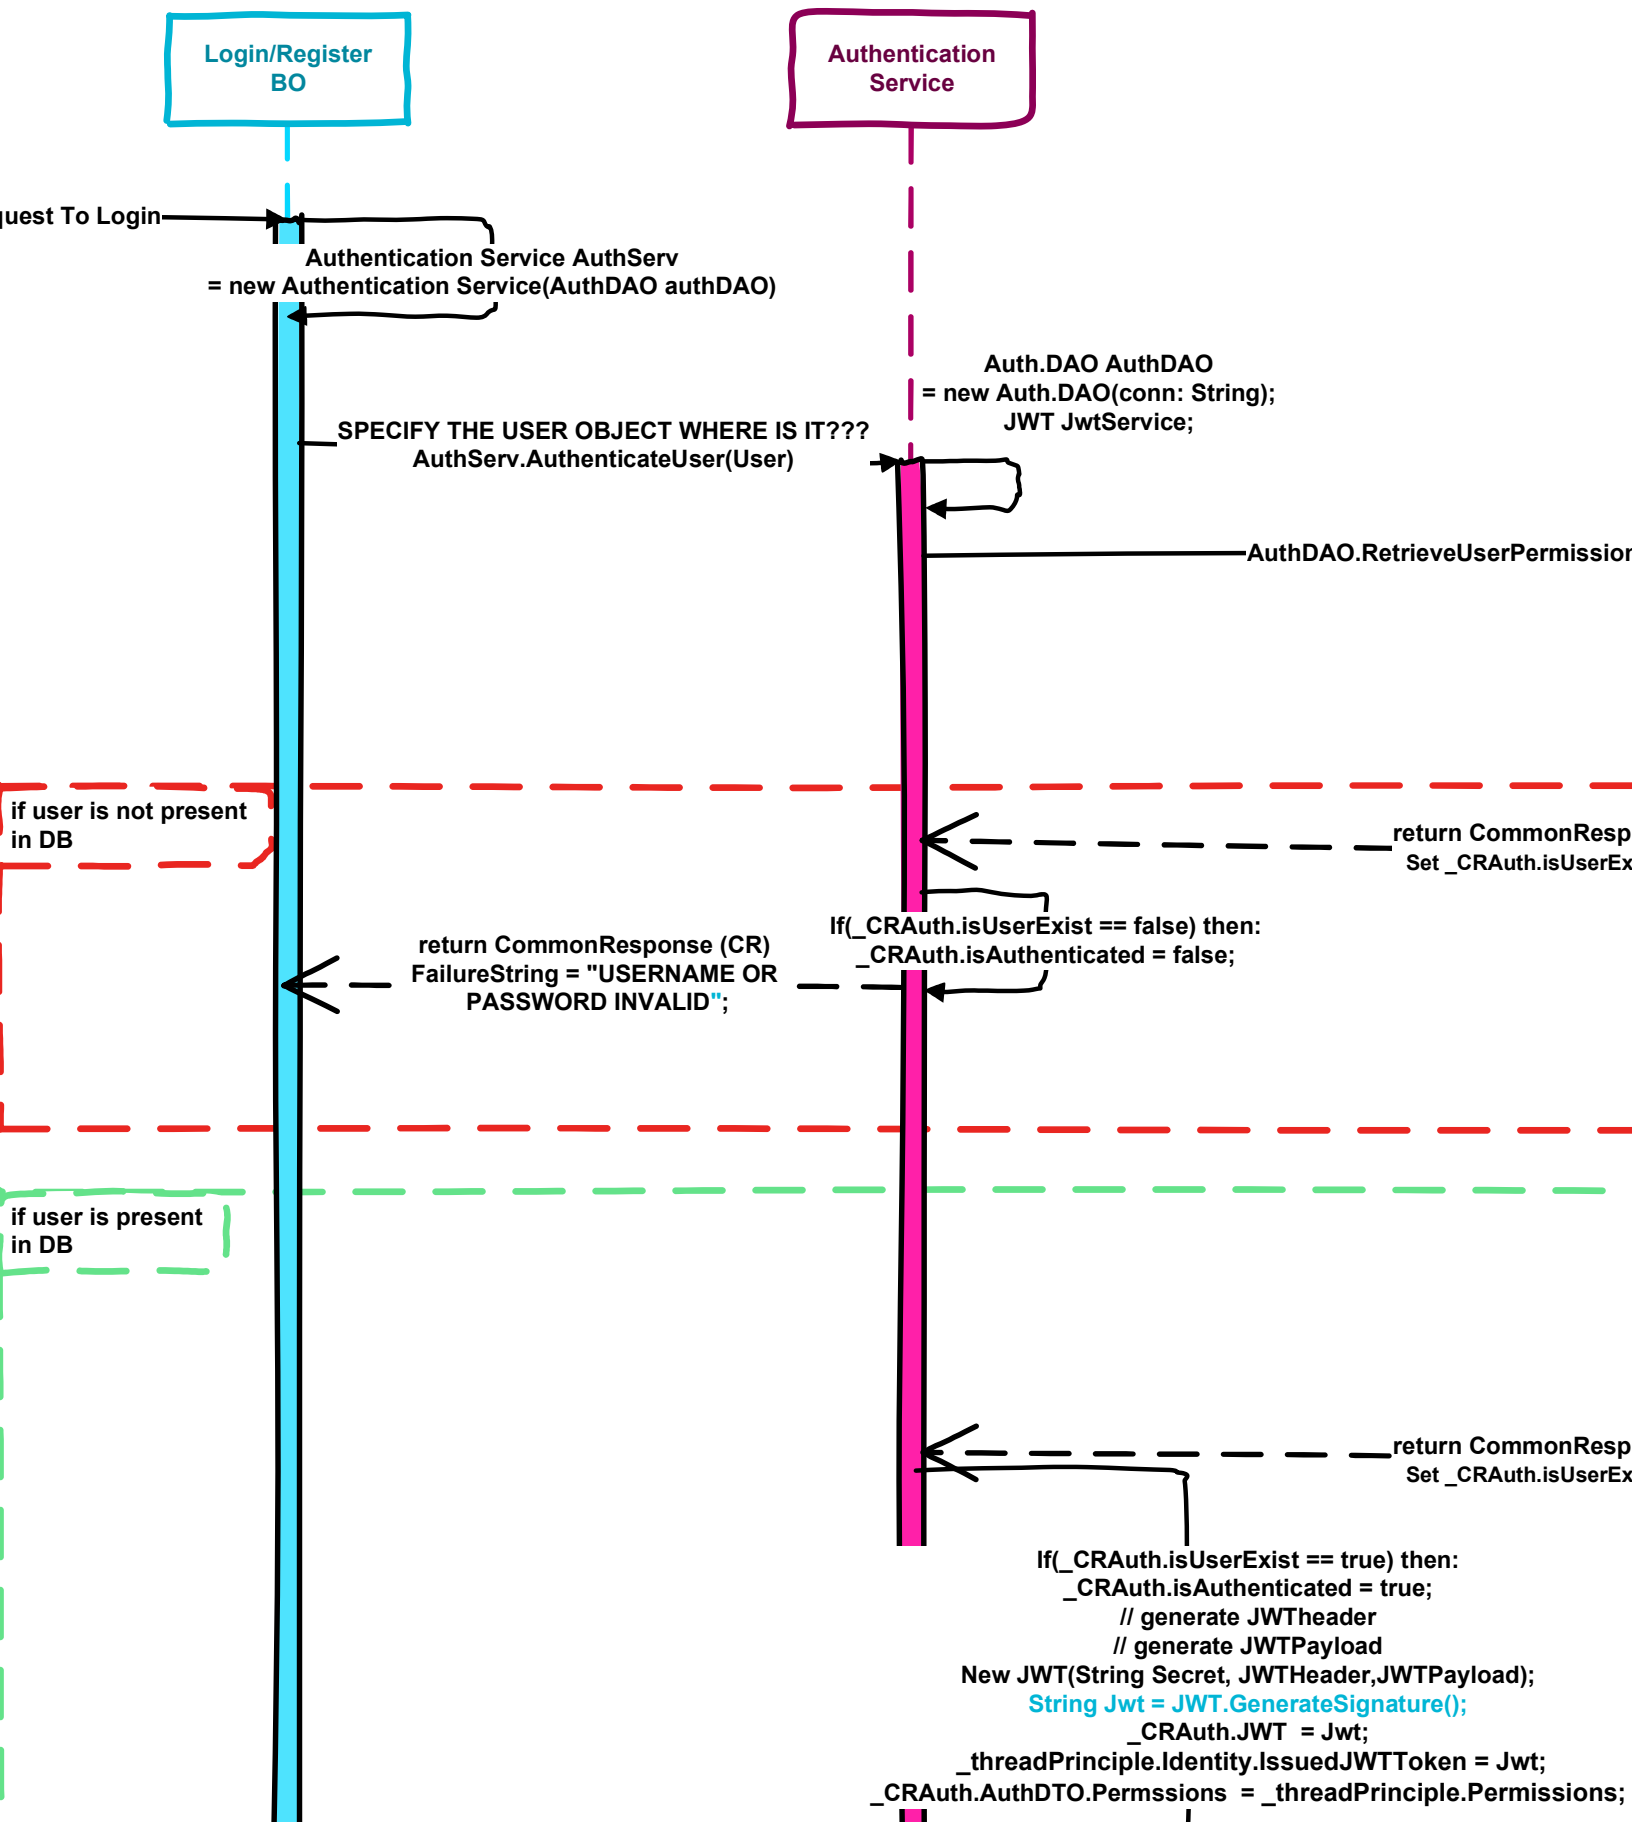 Login/Register
BO
Authentication
Service
quest To Login
Authentication Service AuthServ
= new Authentication Service(AuthDAO authDAO)
Auth.DAO AuthDAO
= new Auth.DAO(conn: String);
JWT JwtService;
SPECIFY THE USER OBJECT WHERE IS IT???
AuthServ.AuthenticateUser(User)
AuthDAO.RetrieveUserPermission
if user is not present
in DB
return CommonResp
Set _CRAuth.isUserEx
If(_CRAuth.isUserExist == false) then:
_CRAuth.isAuthenticated = false;
return CommonResponse (CR)
FailureString = "USERNAME OR
PASSWORD INVALID";
if user is present
in DB
return CommonResp
Set _CRAuth.isUserEx
If(_CRAuth.isUserExist == true) then:
_CRAuth.isAuthenticated = true;
// generate JWTheader
// generate JWTPayload
New JWT(String Secret, JWTHeader,JWTPayload);
String Jwt = JWT.GenerateSignature();
_CRAuth.JWT = Jwt;
_threadPrinciple.Identity.IssuedJWTToken = Jwt;
_CRAuth.AuthDTO.Permssions = _threadPrinciple.Permissions;